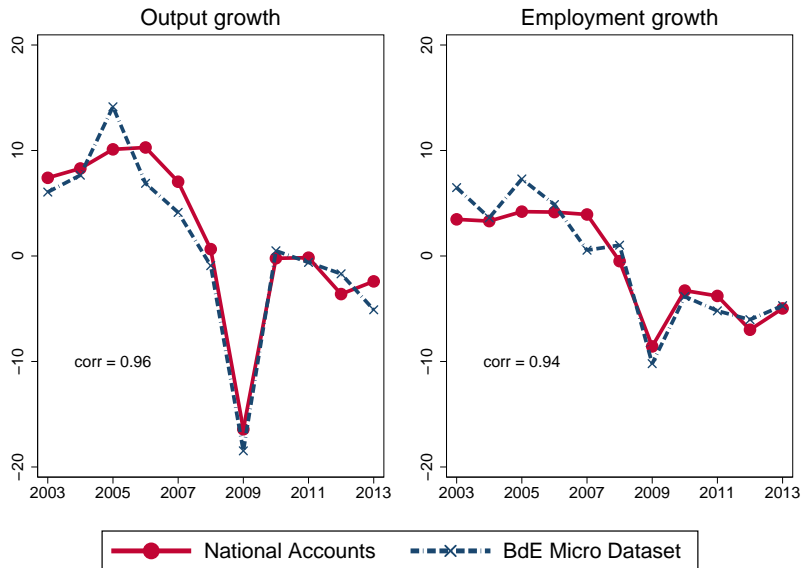 Output growth
20
10
0
−10
−20
corr = 0.96
2003 2005 2007 2009 2011 2013
Employment growth
20
10
0
−10
−20
corr = 0.94
2003 2005 2007 2009 2011 2013
National Accounts
BdE Micro Dataset